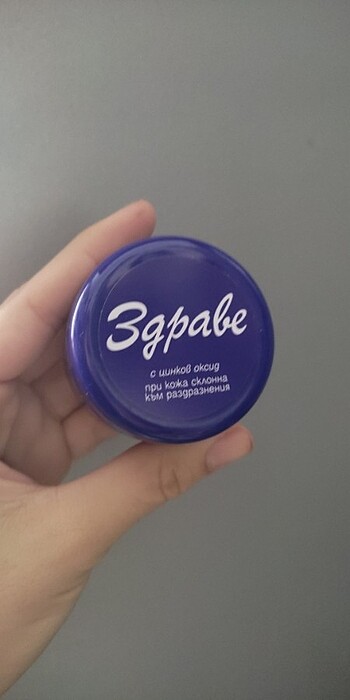 Здраве
с цинков оксид
при кожа склонна
към раздразнения